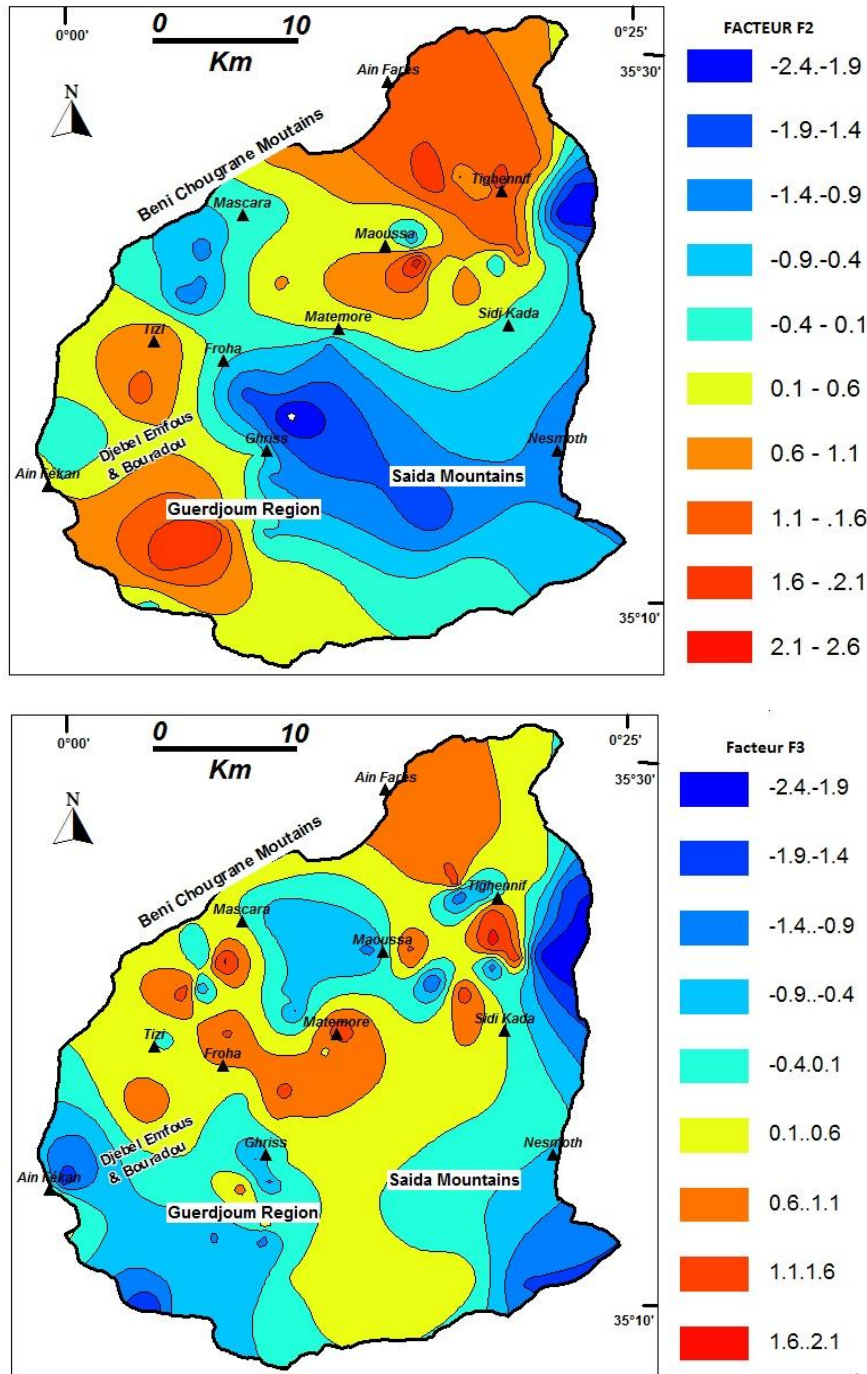 0°00'
0 10
Km
0°25'
35°30'
N
Ain Fares
Beni Chougrane Moutains
Tighennif
Mascara
Maoussa
Matemore
Sidi Kada
Tizi
Froha
Djebel Emfous
& Bouradou
Ghriss
Nesmoth
Ain Fékan
Saida Mountains
Guerdjoum Region
35°10'
FACTEUR F2
-2.4.-1.9
-1.9.-1.4
-1.4.-0.9
-0.9.-0.4
-0.4 - 0.1
0.1 - 0.6
0.6 - 1.1
1.1 - .1.6
1.6 - .2.1
2.1 - 2.6
0°00'
0 10
Km
0°25'
35°30'
N
Ain Fares
Beni Chougrane Moutains
Tighennif
Mascara
Maoussa
Matemore
Sidi Kada
Tizi
Froha
Djebel Emfous
& Bouradou
Ghriss
Nesmoth
Ain Fékan
Saida Mountains
Guerdjoum Region
35°10'
Facteur F3
-2.4..-1.9
-1.9.-1.4
-1.4..-0.9
-0.9..-0.4
-0.4.0.1
0.1..0.6
0.6..1.1
1.1.1.6
1.6..2.1